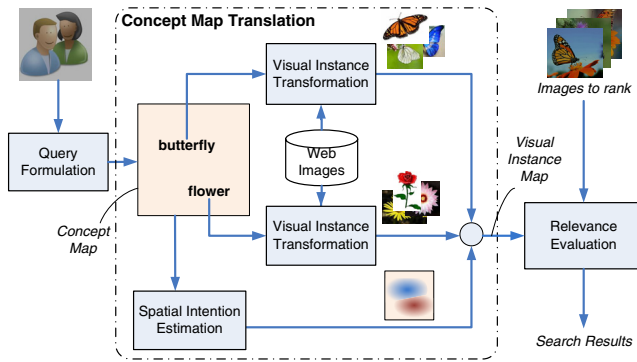 Concept Map Translation
Visual Instance
Transformation
Images to rank
Query
Formulation
butterfly
flower
Web
Images
Visual
Instance
Map
Concept
Map
Visual Instance
Transformation
Relevance
Evaluation
Spatial Intention
Estimation
Search Results